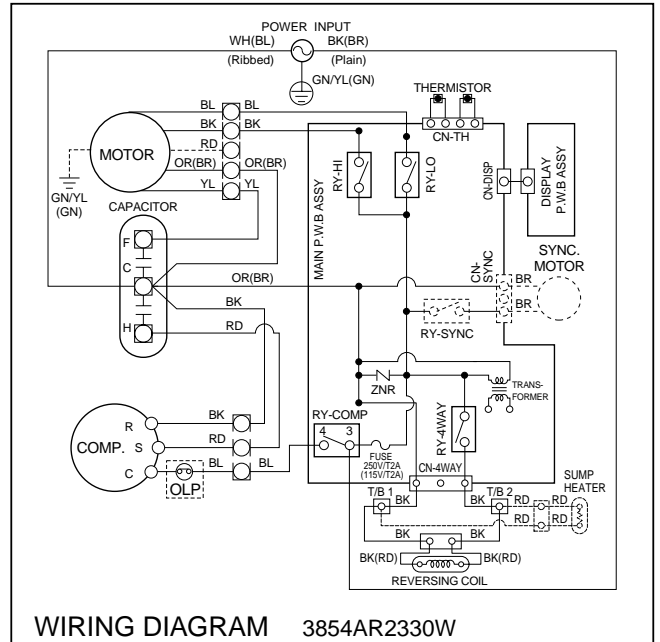 POWER INPUT
WH(BL) BK(BR)
(Ribbed) (Plain)
GN/YL(GN)
THERMISTOR
CN-TH
BL BL
BK BK
RD
OR(BR) OR(BR)
YL YL
MOTOR
GN/YL
(GN)
RY-HI
RY-LO
MAIN P.W.B ASSY
CN-DISP
DISPLAY
P.W.B ASSY
CAPACITOR
F
C
H
OR(BR)
BK
RD
CN-
SYNC
SYNC.
MOTOR
BR
BR
RY-SYNC
ZNR
TRANS-
FORMER
RY-4WAY
RY-COMP
4 3
FUSE
250V/T2A
(115V/T2A)
CN-4WAY
COMP.
R
S
C
BK
RD
BL BL
OLP
T/B 1
BK
BK
T/B 2
RD RD
RD RD
SUMP
HEATER
BK BK
BK(RD) BK(RD)
REVERSING COIL
WIRING DIAGRAM 3854AR2330W